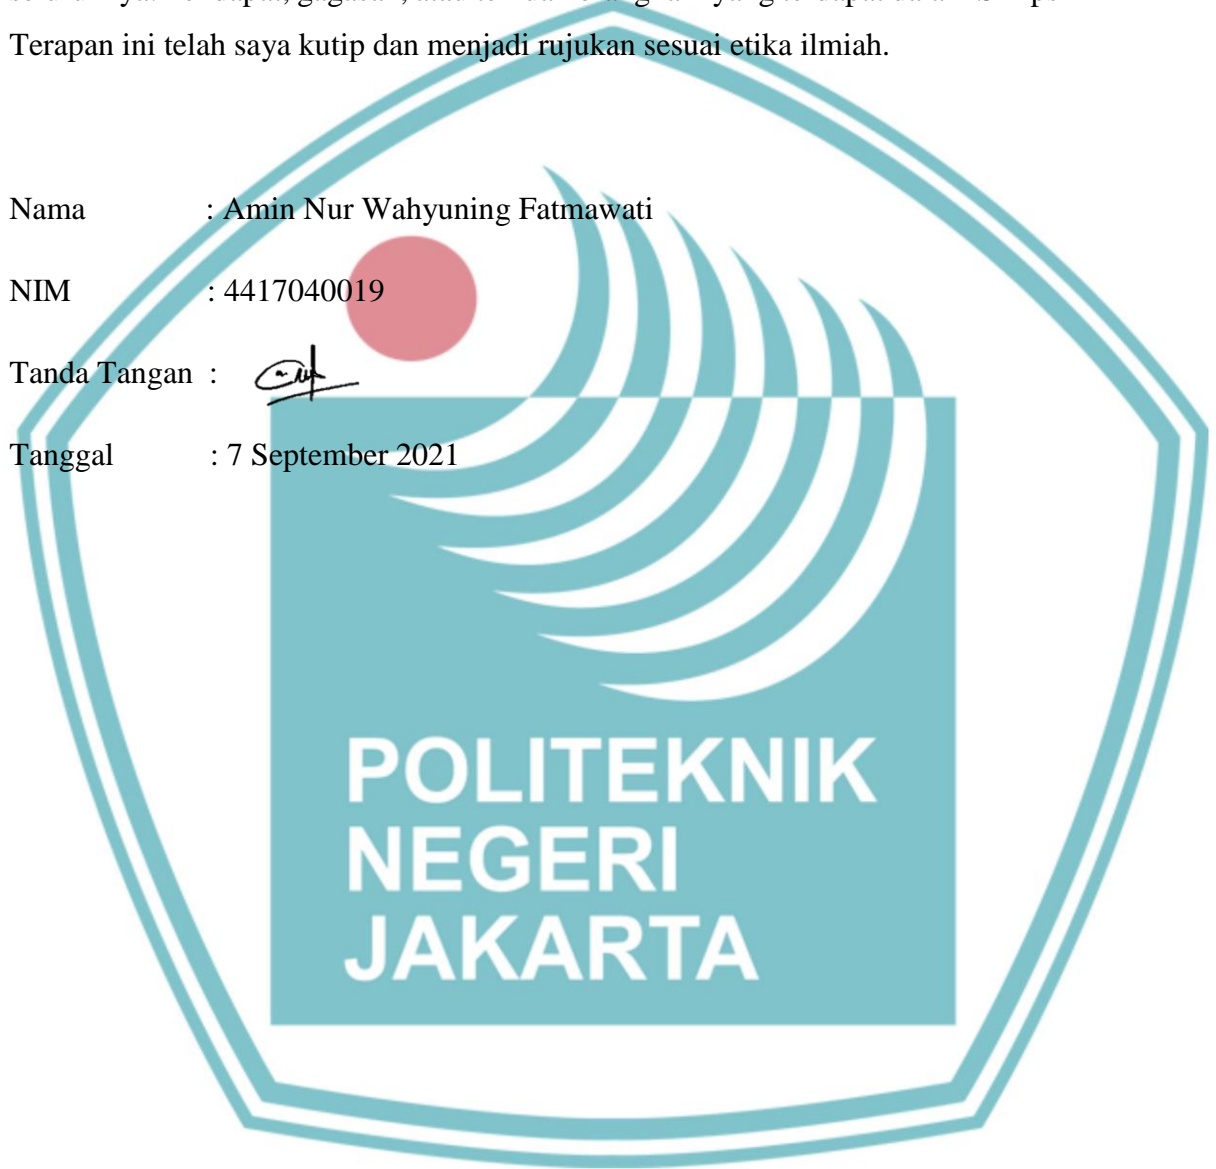 Terapan ini telah saya kutip dan menjadi rujukan sesuai etika ilmiah.
Nama : Amin Nur Wahyuning Fatmawati
NIM : 4417040019
Tanda Tangan :
Tanggal : 7 September 2021
POLITEKNIK
NEGERI
JAKARTA